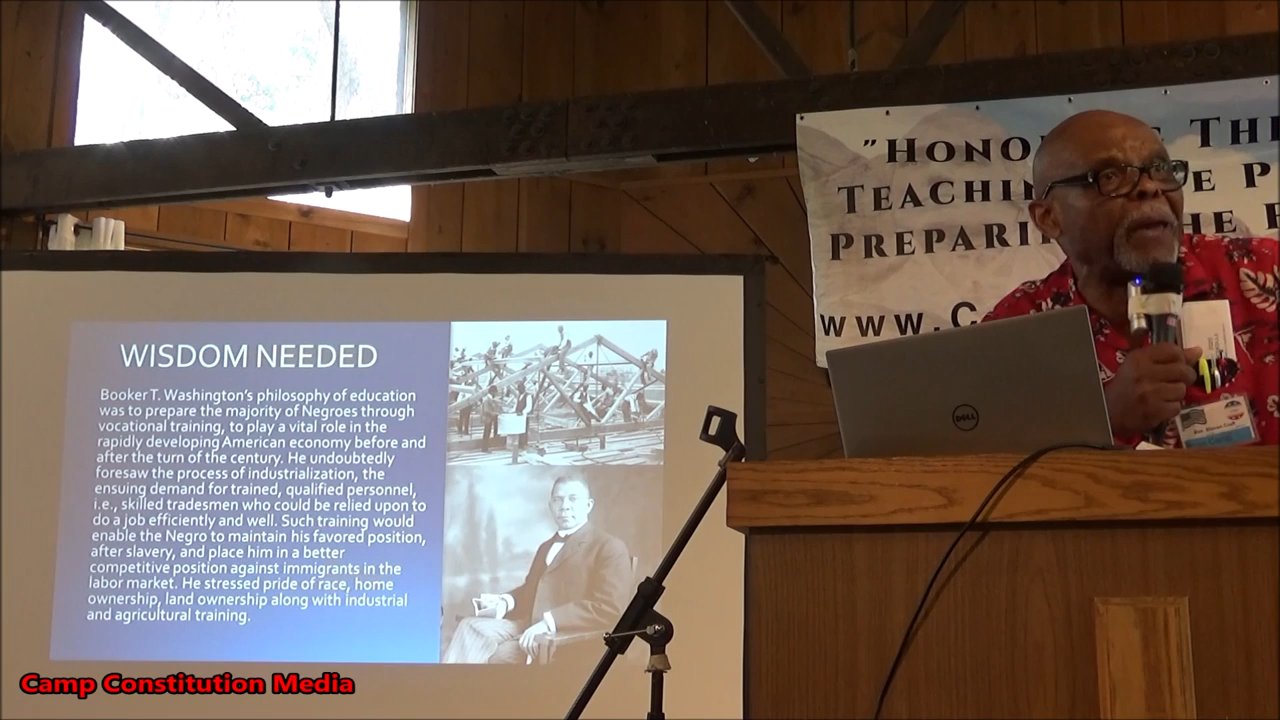 "HONO TH
TEACHIN E P
PREPARI HE
WWW.C
DELL
WISDOM NEEDED
Booker T. Washington's philosophy of education
was to prepare the majority of Negroes through
vocational training, to play a vital role in the
rapidly developing American economy before and
after the turn of the century. He undoubtedly
foresaw the process of industrialization, the
ensuing demand for trained, qualified personnel,
i.e., skilled tradesmen who could be relied upon to
do a job efficiently and well. Such training would
enable the Negro to maintain his favored position,
after slavery, and place him in a better
competitive position against immigrants in the
labor market. He stressed pride of race, home
ownership, land ownership along with industrial
and agricultural training.
Camp Constitution Media